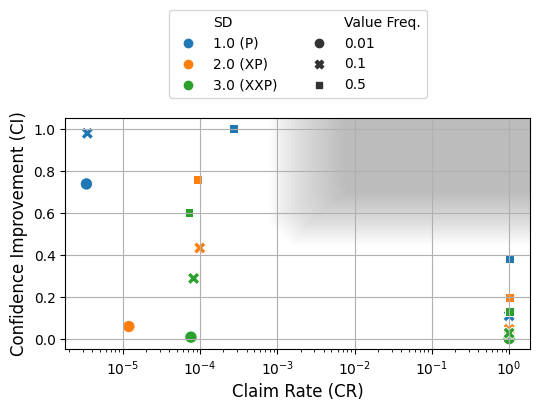 SD
1.0 (P)
2.0 (XP)
3.0 (XXP)
Value Freq.
0.01
0.1
0.5
Confidence Improvement (CI)
1.0
0.8
0.6
0.4
0.2
0.0
10⁻⁵
10⁻⁴
10⁻³
10⁻²
10⁻¹
10⁰
Claim Rate (CR)